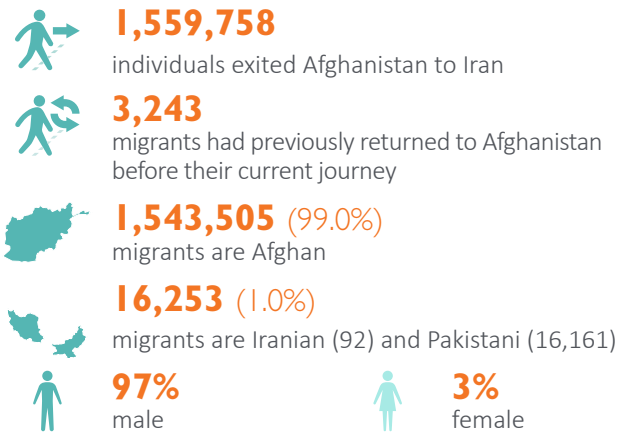 1,559,758
individuals exited Afghanistan to Iran
3,243
migrants had previously returned to Afghanistan
before their current journey
1,543,505 (99.0%)
migrants are Afghan
16,253 (1.0%)
migrants are Iranian (92) and Pakistani (16,161)
97%
male
3%
female